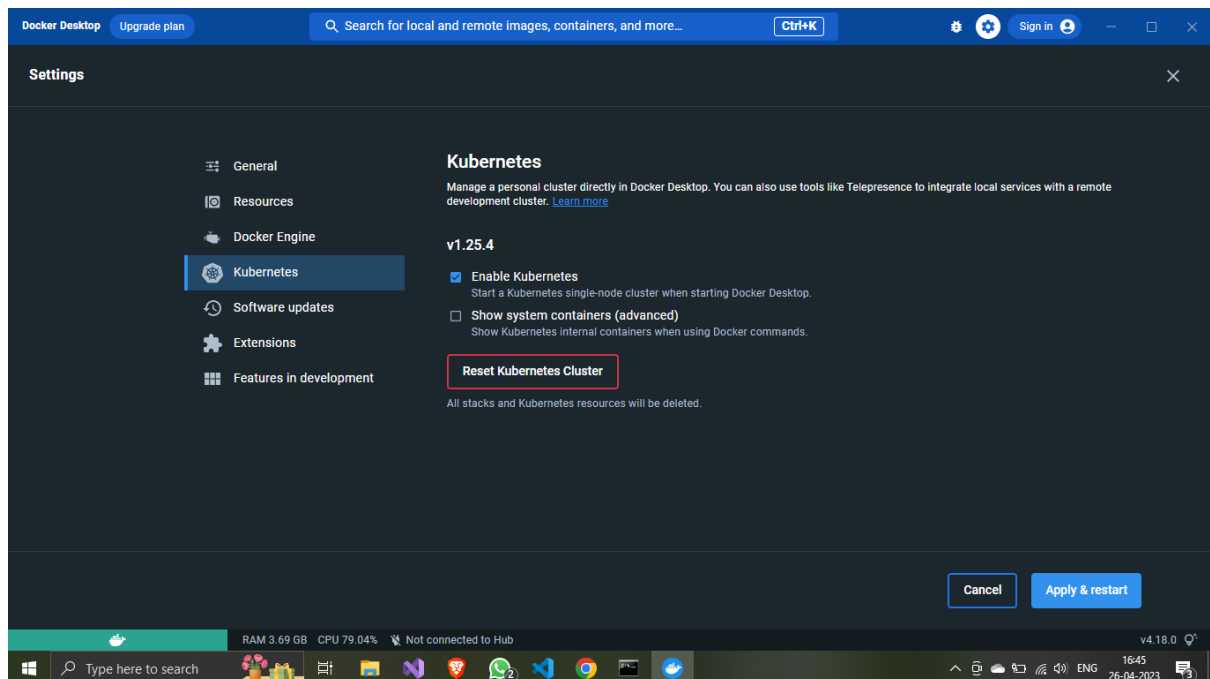 Docker Desktop Upgrade plan Search for local and remote images, containers, and more... Ctrl+K Sign in
Settings
General
Resources
Docker Engine
Kubernetes
Software updates
Extensions
Features in development
Kubernetes
Manage a personal cluster directly in Docker Desktop. You can also use tools like Telepresence to integrate local services with a remote
development cluster. Learn more
v1.25.4
Enable Kubernetes
Start a Kubernetes single-node cluster when starting Docker Desktop.
Show system containers (advanced)
Show Kubernetes internal containers when using Docker commands.
Reset Kubernetes Cluster
All stacks and Kubernetes resources will be deleted.
Cancel Apply & restart
RAM 3.69 GB CPU 79.04% Not connected to Hub v4.18.0
Type here to search 2 ENG 16:45
26-04-2023 3